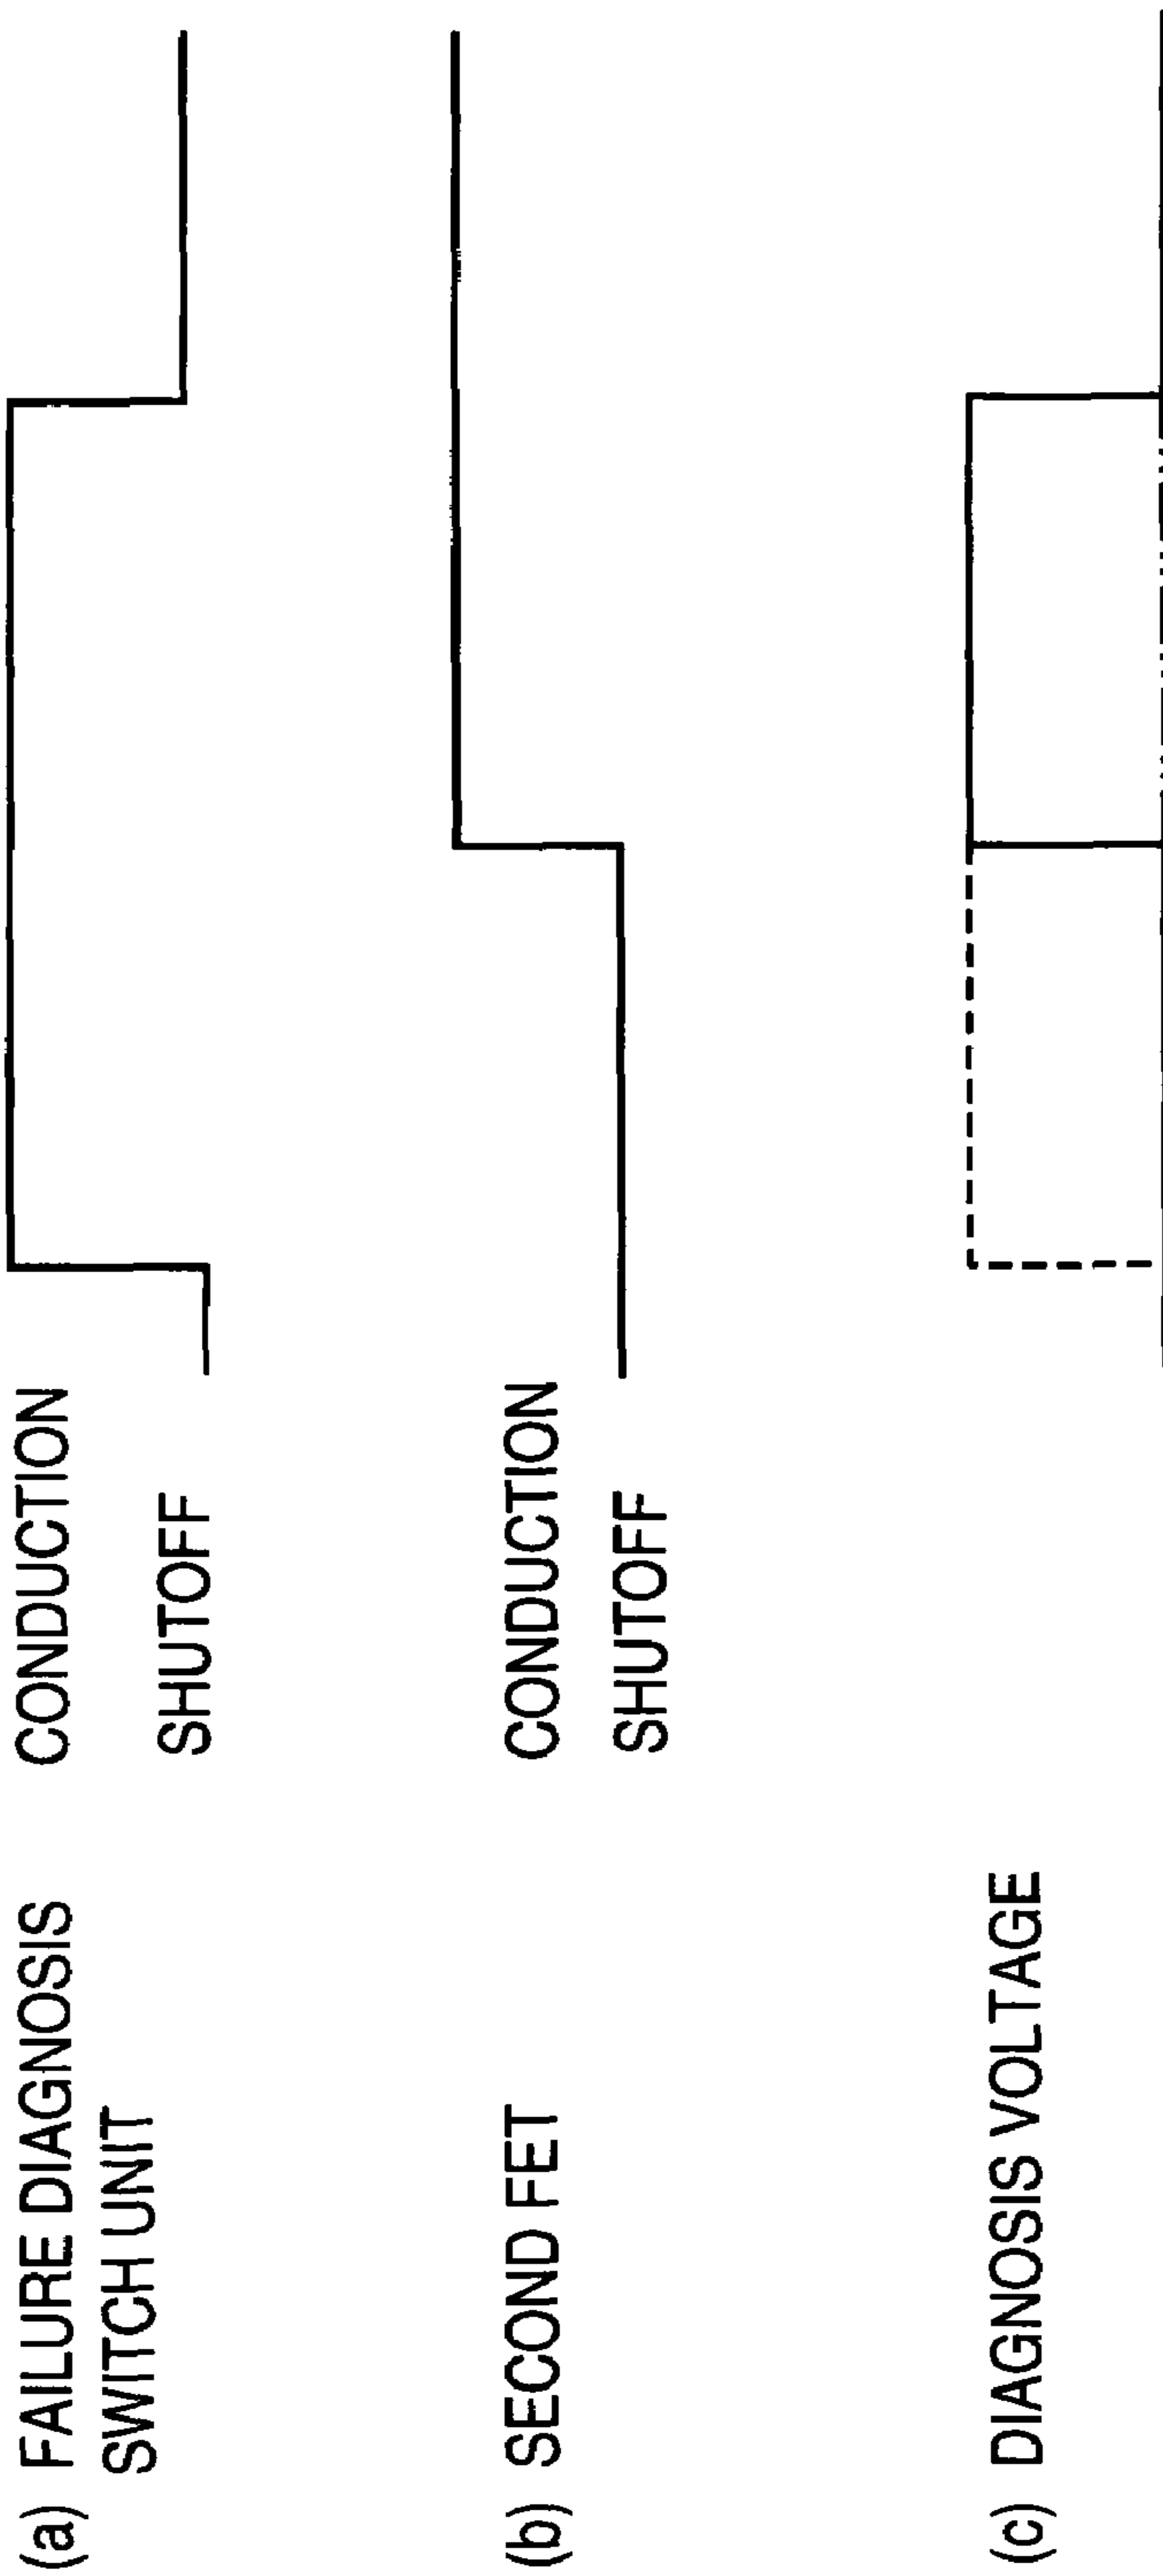 (a) FAILURE DIAGNOSIS CONDUCTION
SWITCH UNIT
SHUTOFF
(b) SECOND FET CONDUCTION
SHUTOFF
(c) DIAGNOSIS VOLTAGE